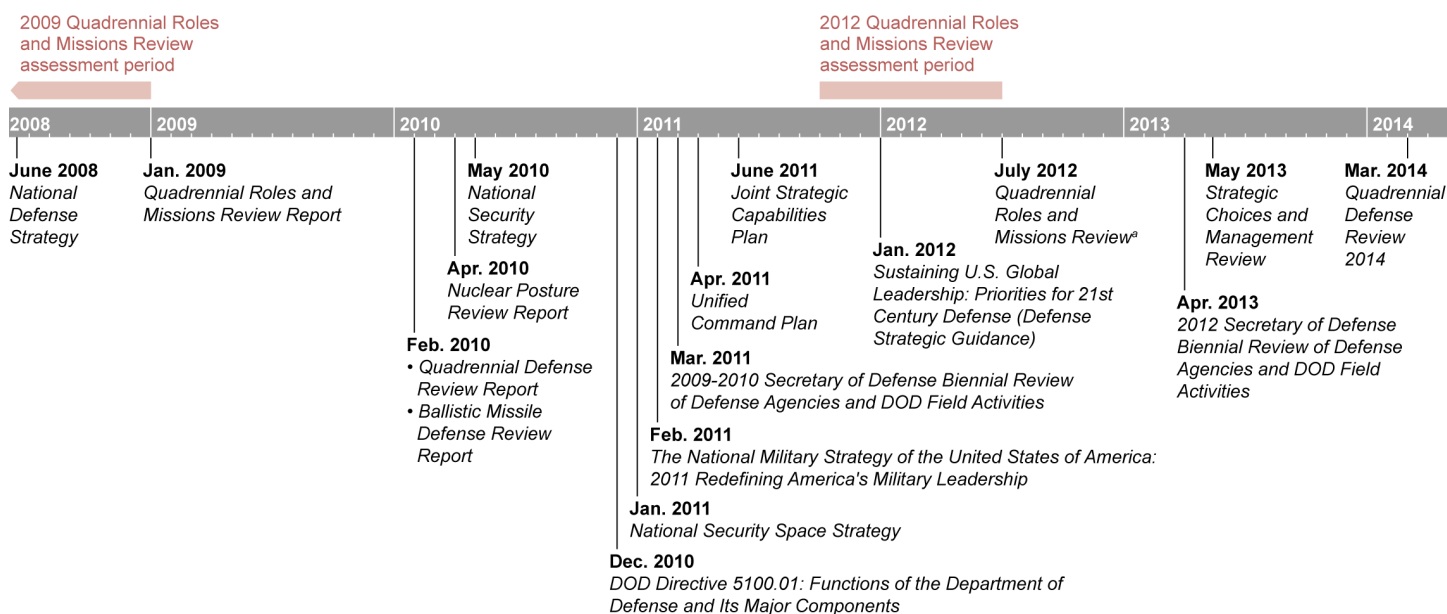 2009 Quadrennial Roles
and Missions Review
assessment period
2012 Quadrennial Roles
and Missions Review
assessment period
2008
2009
2010
2011
2012
2013
2014
June 2008
National
Defense
Strategy
Jan. 2009
Quadrennial Roles and
Missions Review Report
May 2010
National
Security
Strategy
Apr. 2010
Nuclear Posture
Review Report
Feb. 2010
• Quadrennial Defense
Review Report
• Ballistic Missile
Defense Review
Report
June 2011
Joint Strategic
Capabilities
Plan
Apr. 2011
Unified
Command Plan
Mar. 2011
2009-2010 Secretary of Defense Biennial Review
of Defense Agencies and DOD Field Activities
Feb. 2011
The National Military Strategy of the United States of America:
2011 Redefining America's Military Leadership
Jan. 2011
National Security Space Strategy
Dec. 2010
DOD Directive 5100.01: Functions of the Department of
Defense and Its Major Components
July 2012
Quadrennial
Roles and
Missions Reviewᵃ
Jan. 2012
Sustaining U.S. Global
Leadership: Priorities for 21st
Century Defense (Defense
Strategic Guidance)
May 2013
Strategic
Choices and
Management
Review
Apr. 2013
2012 Secretary of Defense
Biennial Review of Defense
Agencies and DOD Field
Activities
Mar. 2014
Quadrennial
Defense
Review
2014